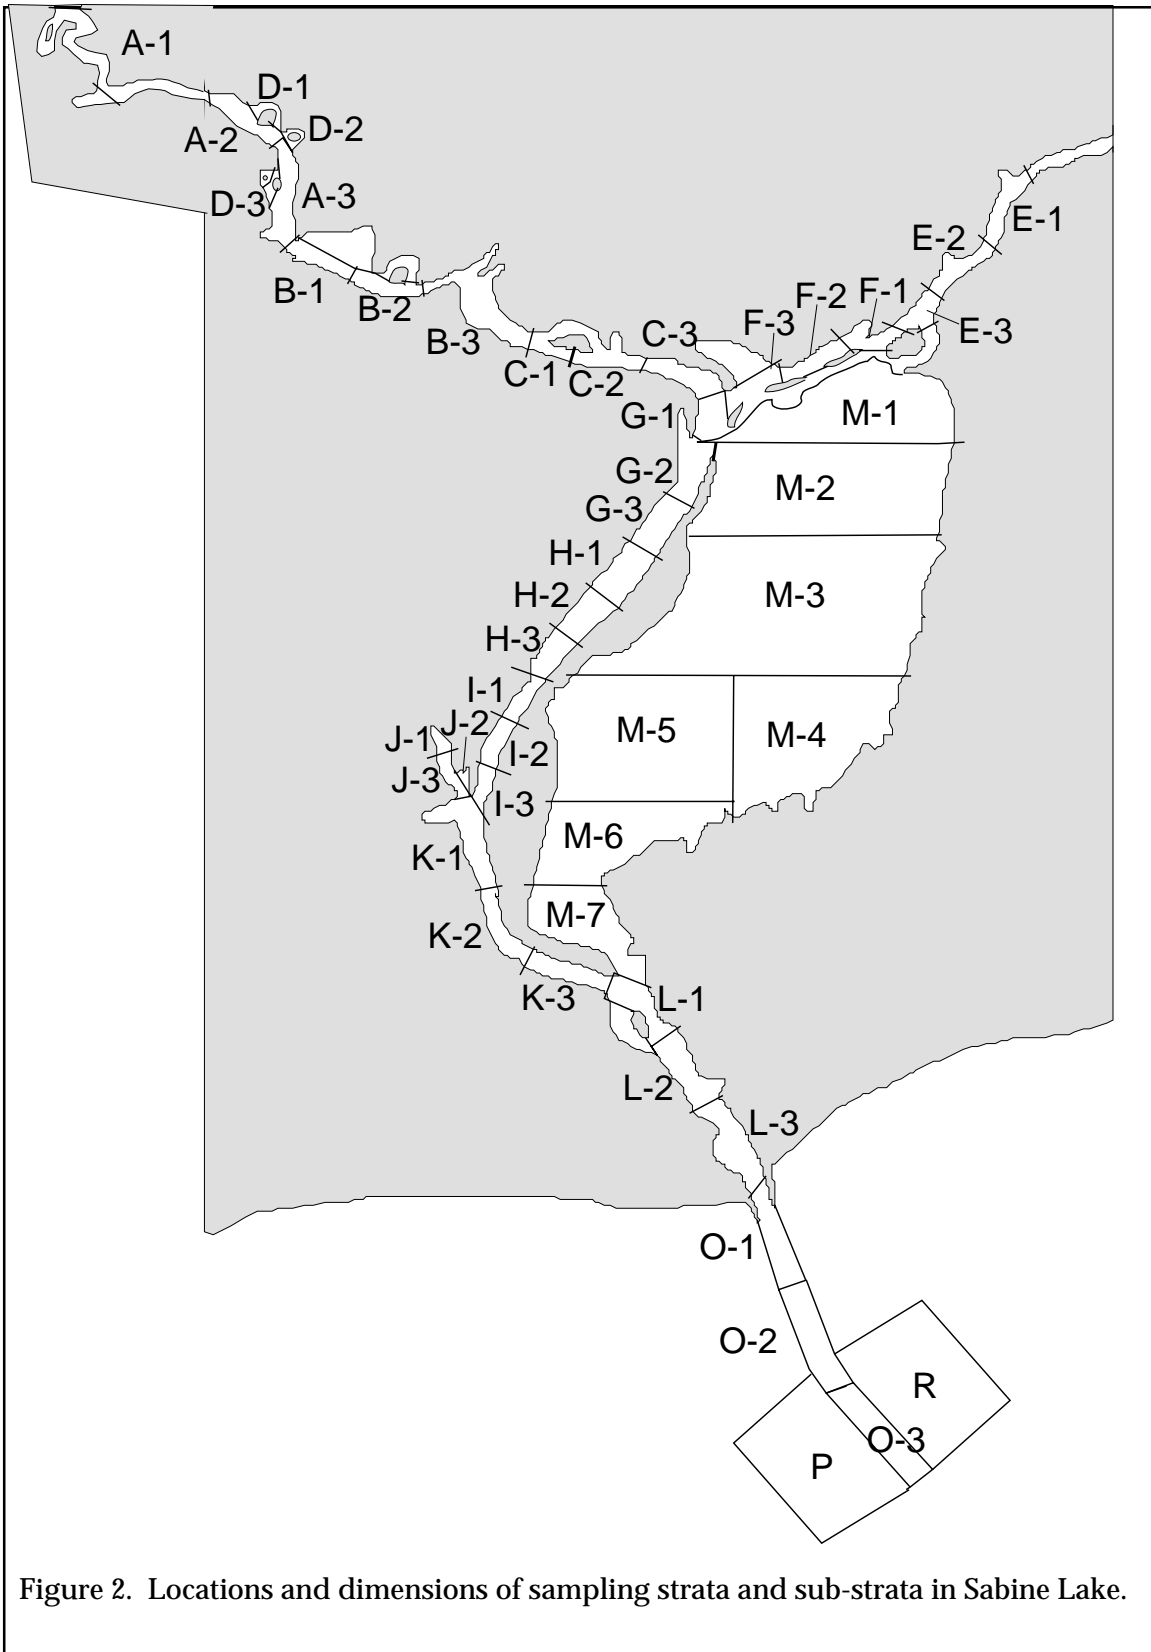 A-1
D-1
D-2
A-2
D-3
A-3
E-1
E-2
B-1
B-2
F-2
F-1
F-3
E-3
B-3
C-3
C-1
C-2
G-1
M-1
G-2
M-2
G-3
H-1
H-2
M-3
H-3
I-1
J-2
J-1
M-5
M-4
I-2
J-3
I-3
M-6
K-1
M-7
K-2
K-3
L-1
L-2
L-3
O-1
O-2
R
O-3
P
Figure 2. Locations and dimensions of sampling strata and sub-strata in Sabine Lake.